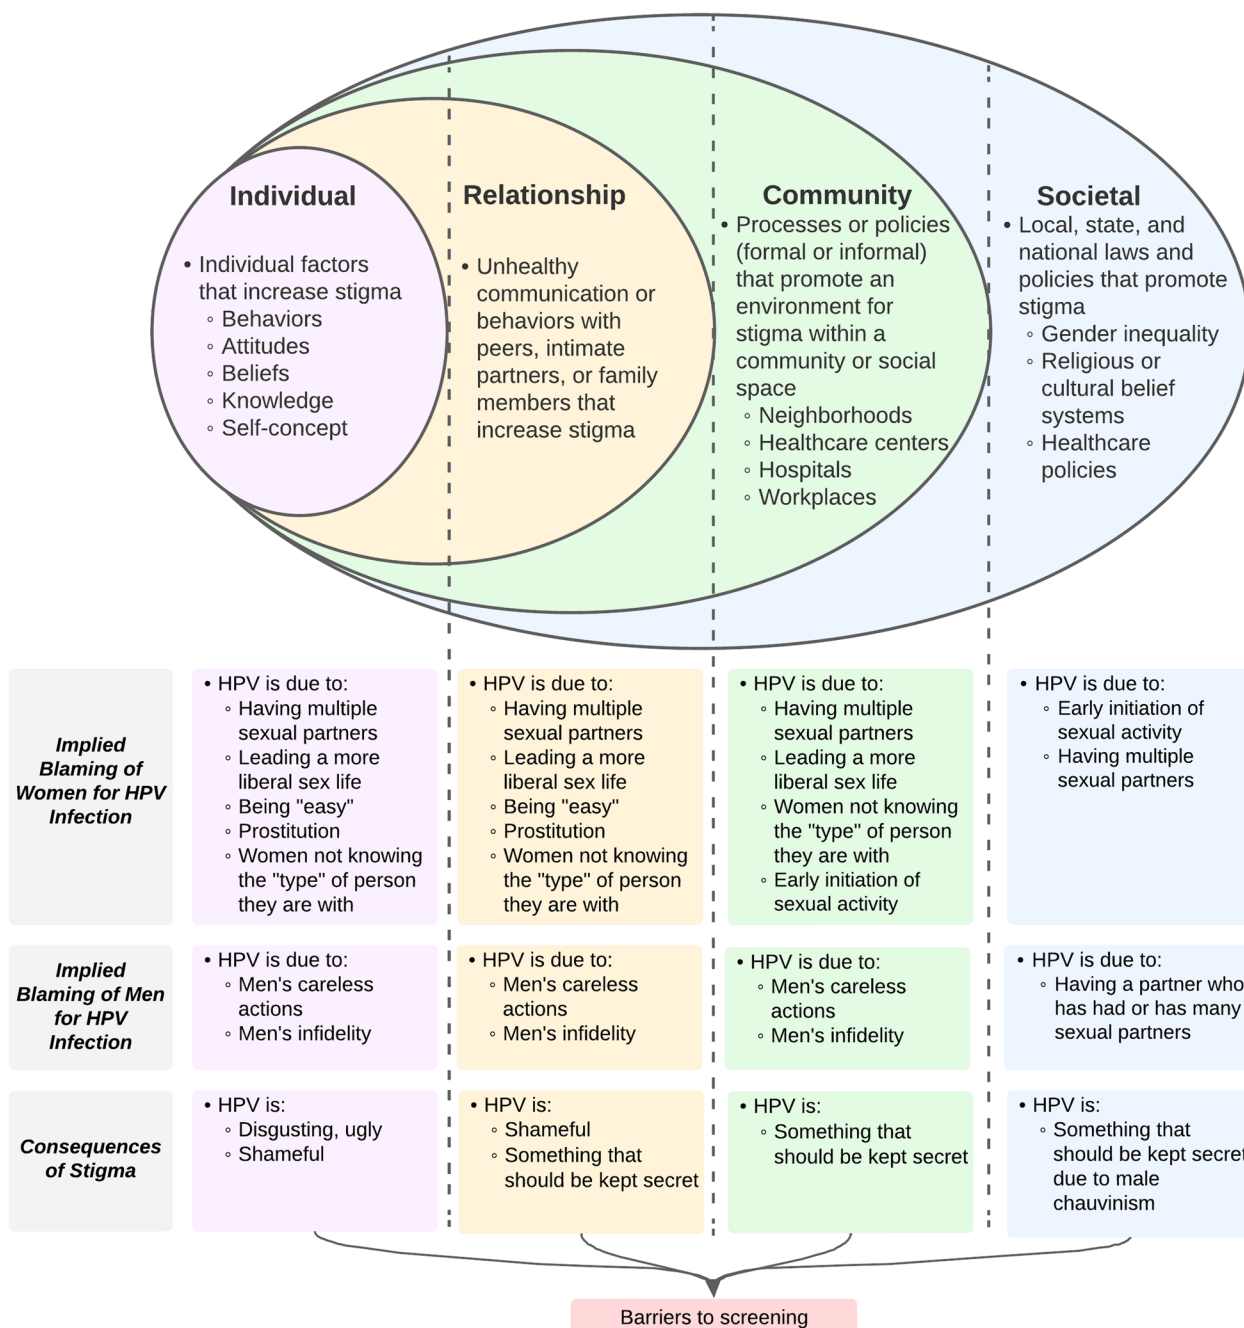 Individual
• Individual factors
that increase stigma
◦ Behaviors
◦ Attitudes
◦ Beliefs
◦ Knowledge
◦ Self-concept
Relationship
• Unhealthy
communication or
behaviors with
peers, intimate
partners, or family
members that
increase stigma
Community
• Processes or policies
(formal or informal)
that promote an
environment for
stigma within a
community or social
space
◦ Neighborhoods
◦ Healthcare centers
◦ Hospitals
◦ Workplaces
Societal
• Local, state, and
national laws and
policies that promote
stigma
◦ Gender inequality
◦ Religious or
cultural belief
systems
◦ Healthcare
policies
Implied
Blaming of
Women for HPV
Infection
• HPV is due to:
◦ Having multiple
sexual partners
◦ Leading a more
liberal sex life
◦ Being "easy"
◦ Prostitution
◦ Women not knowing
the "type" of person
they are with
• HPV is due to:
◦ Having multiple
sexual partners
◦ Leading a more
liberal sex life
◦ Being "easy"
◦ Prostitution
◦ Women not knowing
the "type" of person
they are with
• HPV is due to:
◦ Having multiple
sexual partners
◦ Leading a more
liberal sex life
◦ Women not knowing
the "type" of person
they are with
◦ Early initiation of
sexual activity
• HPV is due to:
◦ Early initiation of
sexual activity
◦ Having multiple
sexual partners
Implied
Blaming of Men
for HPV
Infection
• HPV is due to:
◦ Men's careless
actions
◦ Men's infidelity
• HPV is due to:
◦ Men's careless
actions
◦ Men's infidelity
• HPV is due to:
◦ Men's careless
actions
◦ Men's infidelity
• HPV is due to:
◦ Having a partner who
has had or has many
sexual partners
Consequences
of Stigma
• HPV is:
◦ Disgusting, ugly
◦ Shameful
• HPV is:
◦ Shameful
◦ Something that
should be kept secret
• HPV is:
◦ Something that
should be kept secret
• HPV is:
◦ Something that
should be kept secret
due to male
chauvinism
Barriers to screening